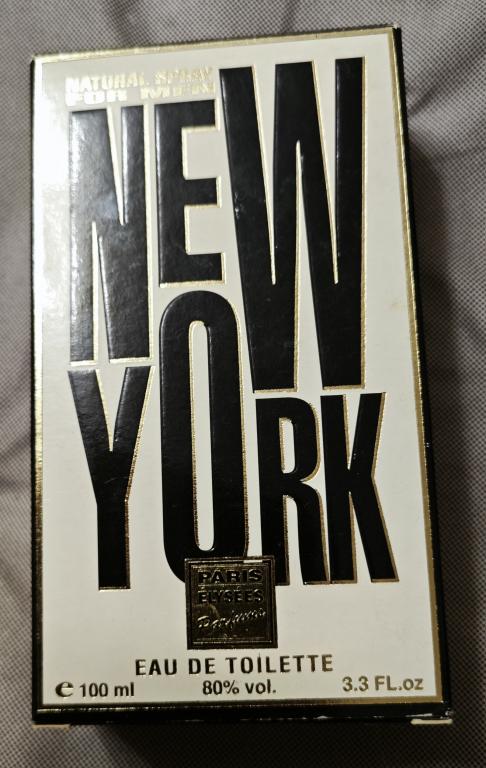 NATURAL SPRAY
FOR MEN
NEW
YORK
PARIS
ELYSEES
Parfums
EAU DE TOILETTE
℮ 100 ml 80% vol. 3.3 FL.oz